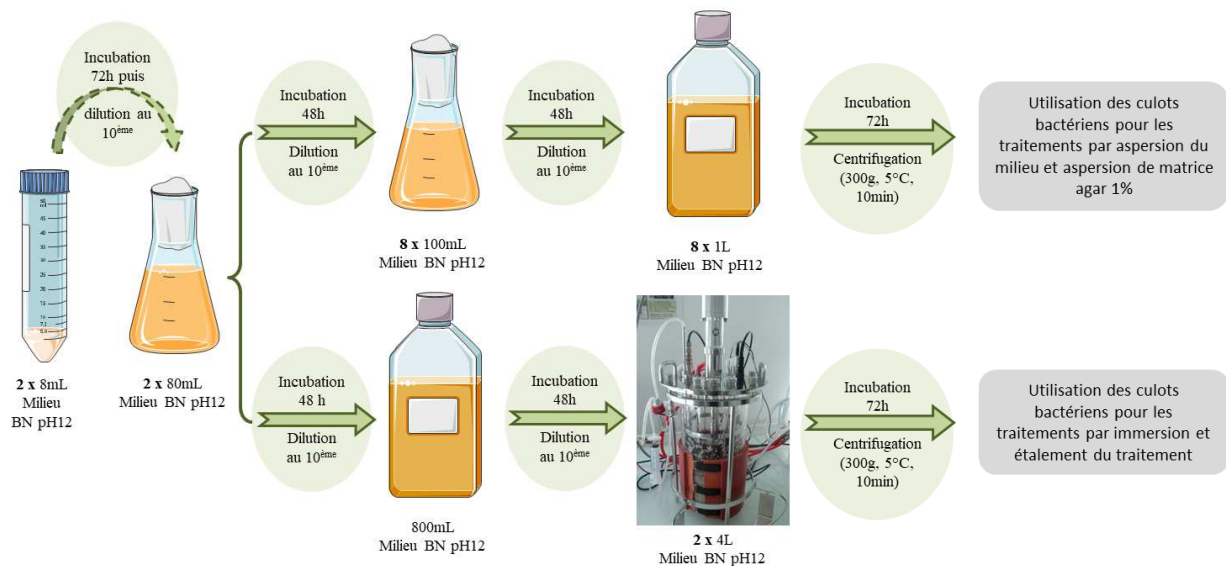 Incubation
72h puis
dilution au
10ème
2 x 8mL
Milieu
BN pH12
2 x 80mL
Milieu BN pH12
Incubation
48h
Dilution
au 10ème
8 x 100mL
Milieu BN pH12
Incubation
48h
Dilution
au 10ème
8 x 1L
Milieu BN pH12
Incubation
72h
Centrifugation
(300g, 5°C,
10min)
Utilisation des culots
bactériens pour les
traitements par aspersion du
milieu et aspersion de matrice
agar 1%
Incubation
48 h
Dilution
au 10ème
800mL
Milieu BN pH12
Incubation
48h
Dilution
au 10ème
2 x 4L
Milieu BN pH12
Incubation
72h
Centrifugation
(300g, 5°C,
10min)
Utilisation des culots
bactériens pour les
traitements par immersion et
étalement du traitement